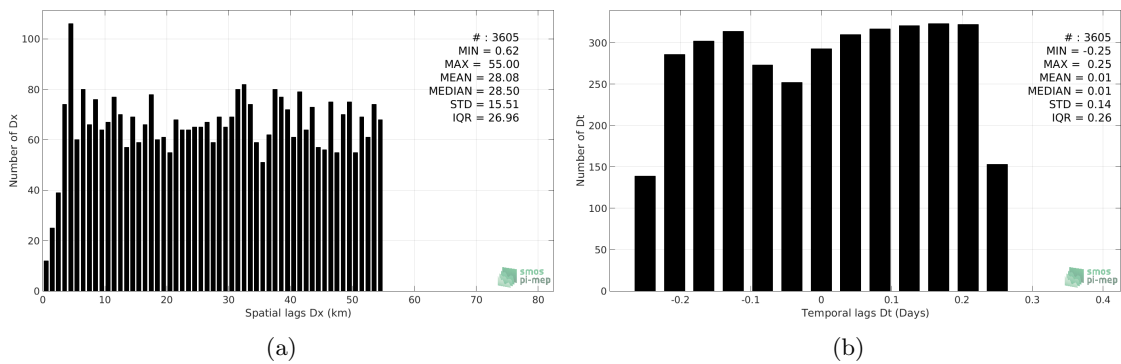 100
80
60
40
20
0
Number of Dx
# : 3605
MIN = 0.62
MAX = 55.00
MEAN = 28.08
MEDIAN = 28.50
STD = 15.51
IQR = 26.96
smos
pi-mep
0 10 20 30 40 50 60 70 80
Spatial lags Dx (km)
(a)
300
250
200
150
100
50
0
Number of Dt
# : 3605
MIN = -0.25
MAX = 0.25
MEAN = 0.01
MEDIAN = 0.01
STD = 0.14
IQR = 0.26
smos
pi-mep
-0.2 -0.1 0 0.1 0.2 0.3 0.4
Temporal lags Dt (Days)
(b)